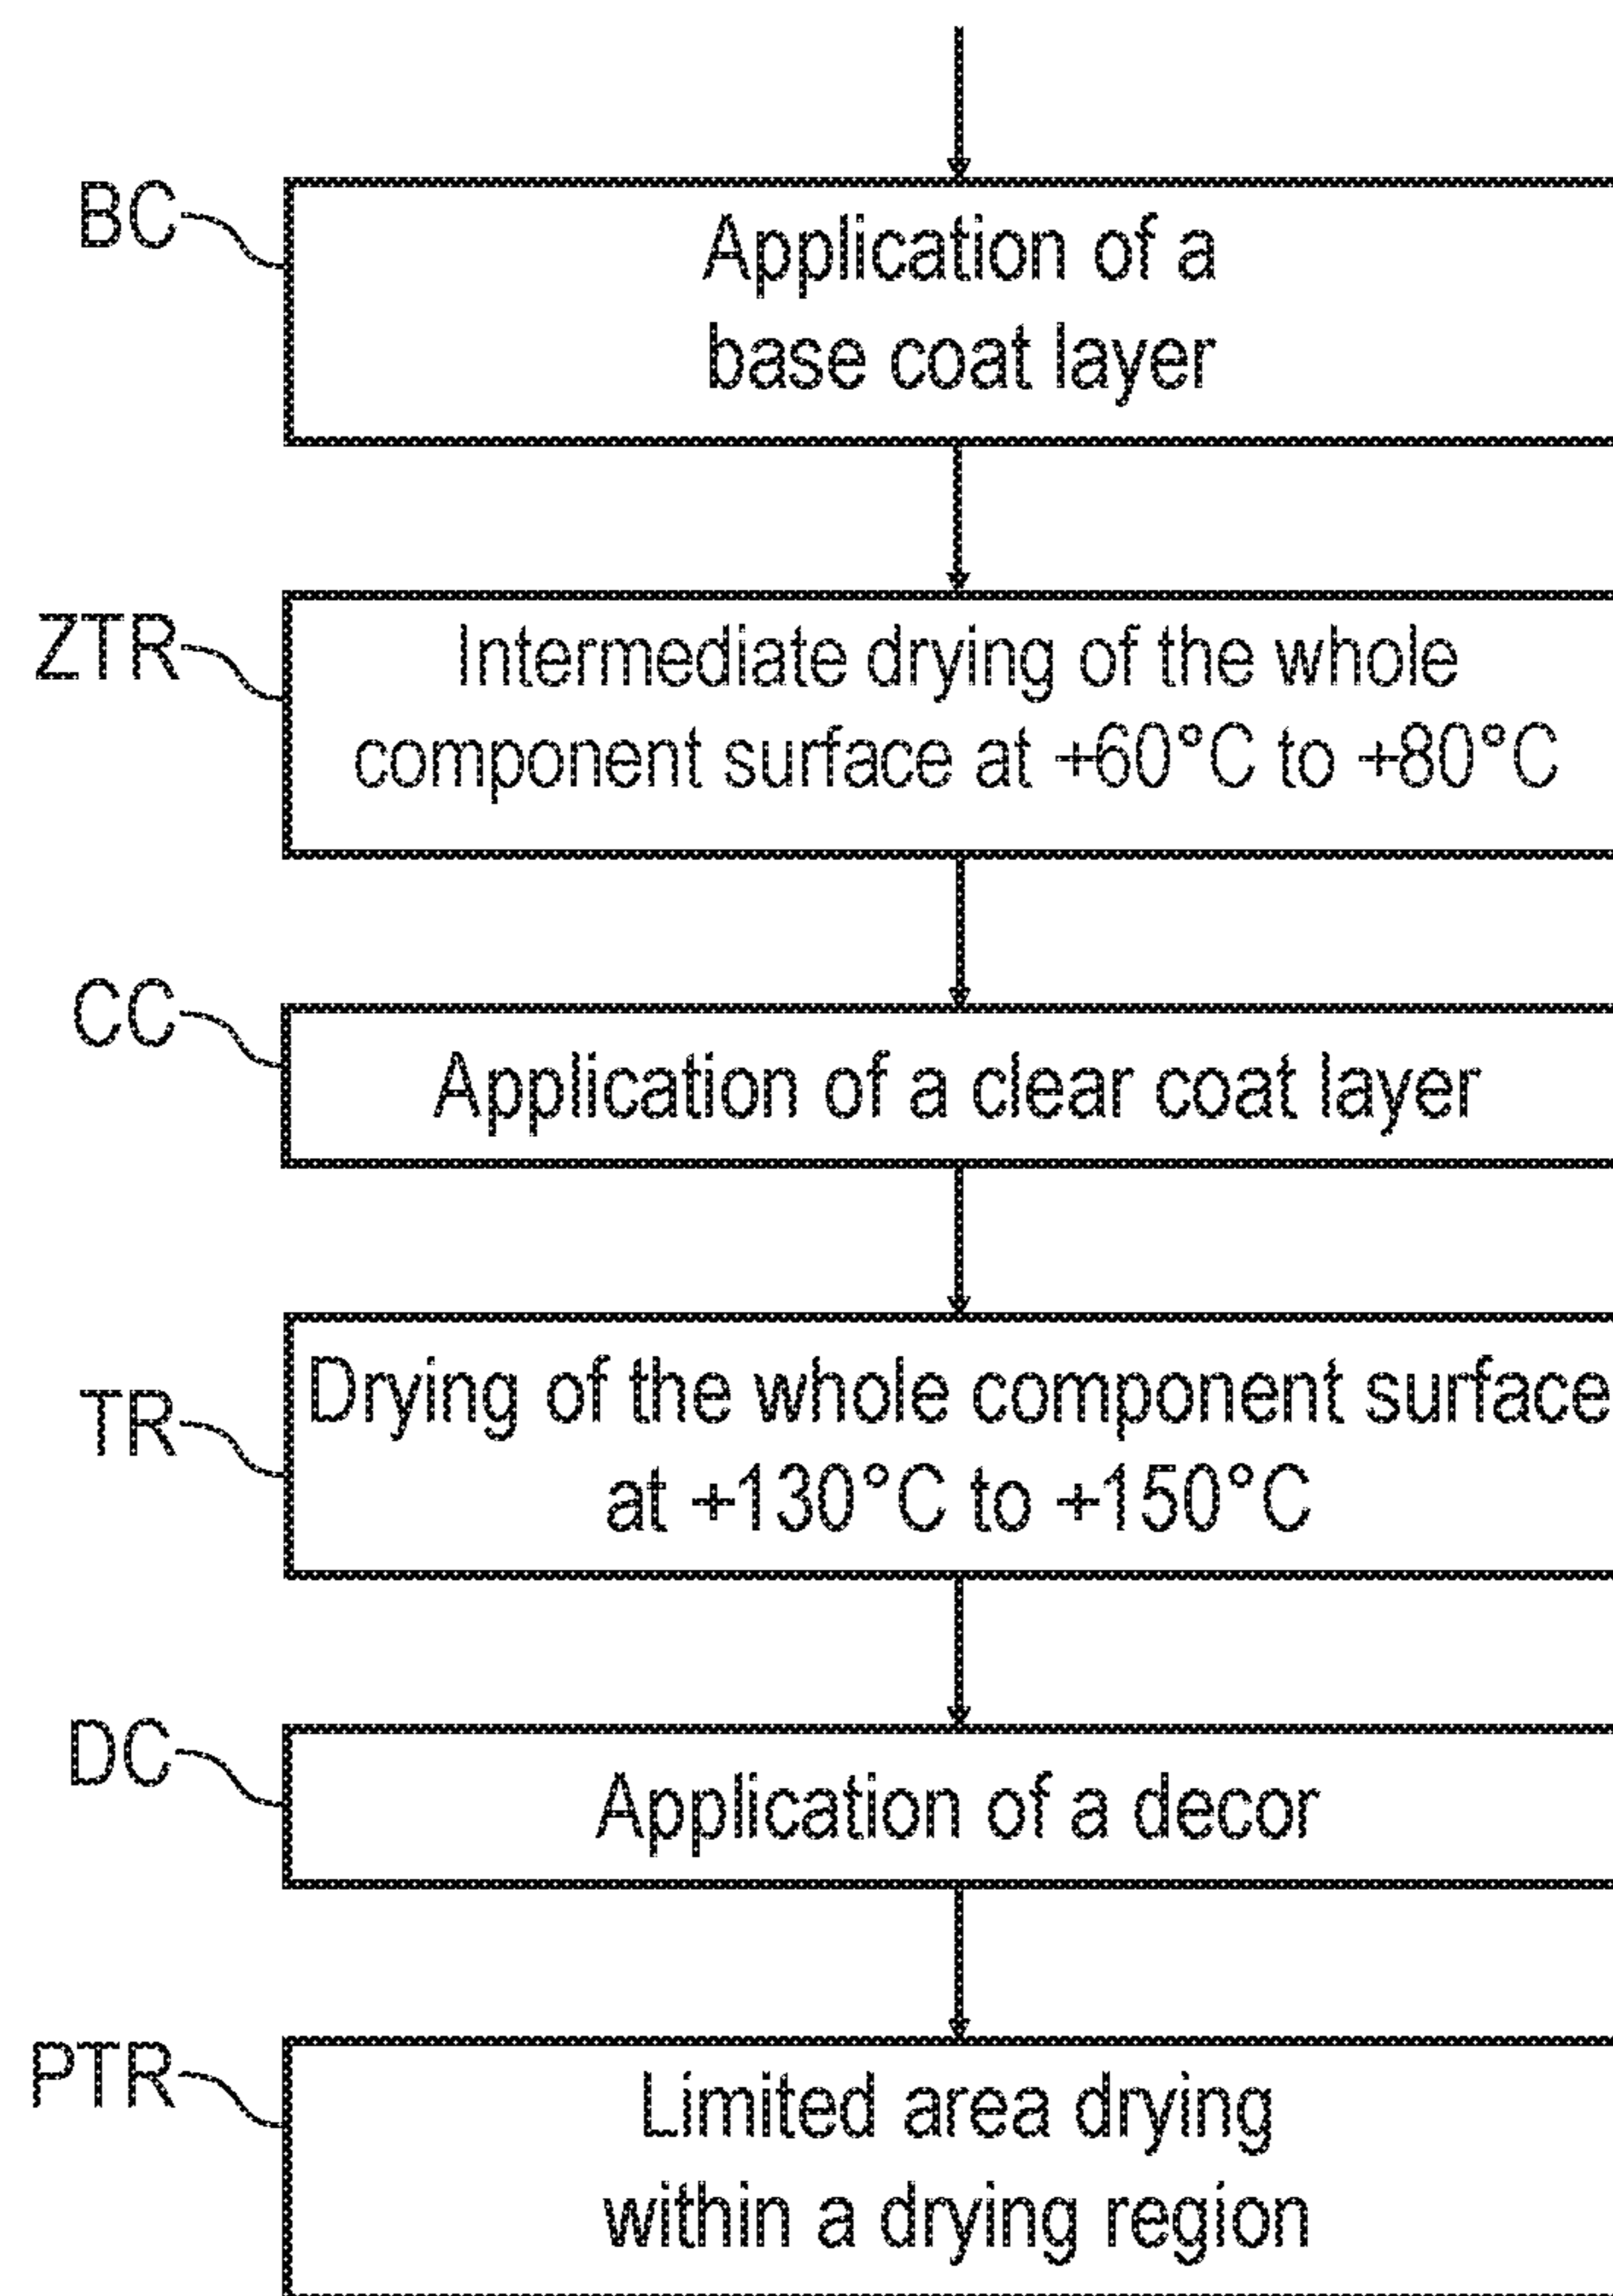 BC
Application of a
base coat layer
ZTR
Intermediate drying of the whole
component surface at +60°C to +80°C
CC
Application of a clear coat layer
TR
Drying of the whole component surface
at +130°C to +150°C
DC
Application of a decor
PTR
Limited area drying
within a drying region